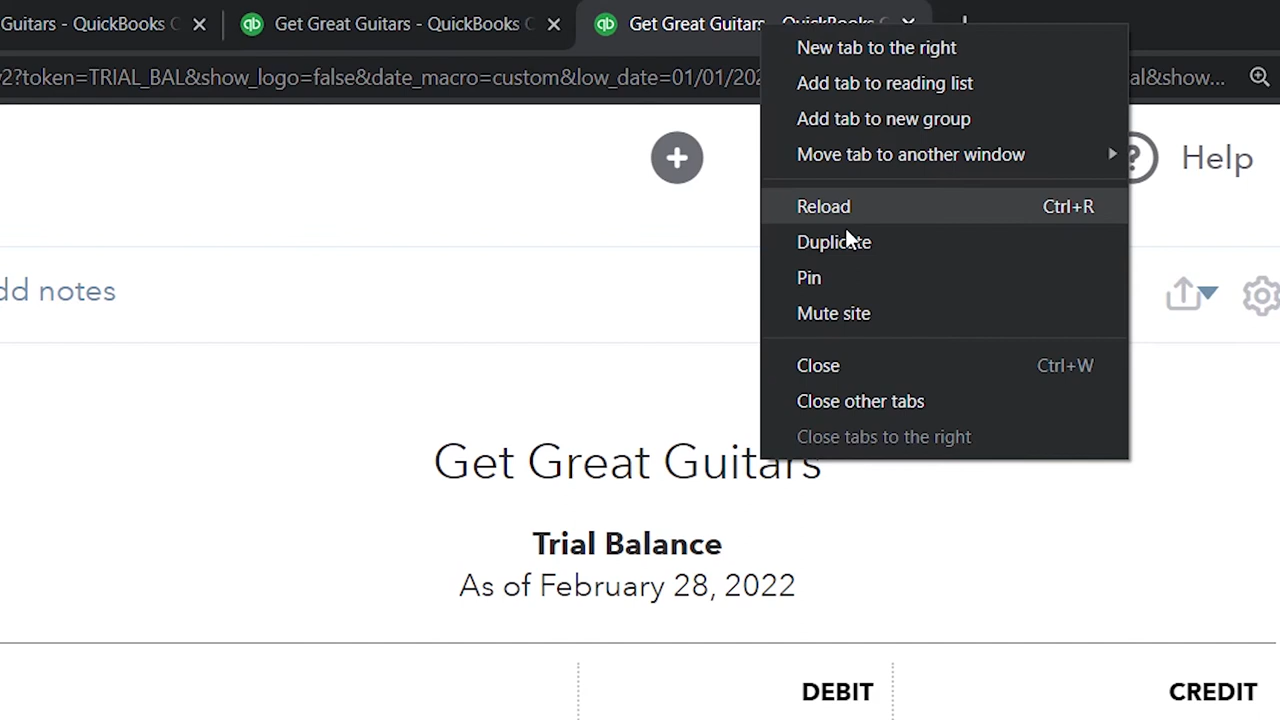 Guitars - QuickBooks
Get Great Guitars - QuickBooks
Get Great Guitars - QuickBooks
2?token=TRIAL_BAL&show_logo=false&date_macro=custom&low_date=01/01/202
al&show...
New tab to the right
Add tab to reading list
Add tab to new group
Move tab to another window
Help
Reload Ctrl+R
Duplicate
Pin
Mute site
dd notes
Close Ctrl+W
Close other tabs
Close tabs to the right
Get Great Guitars
Trial Balance
As of February 28, 2022
DEBIT CREDIT